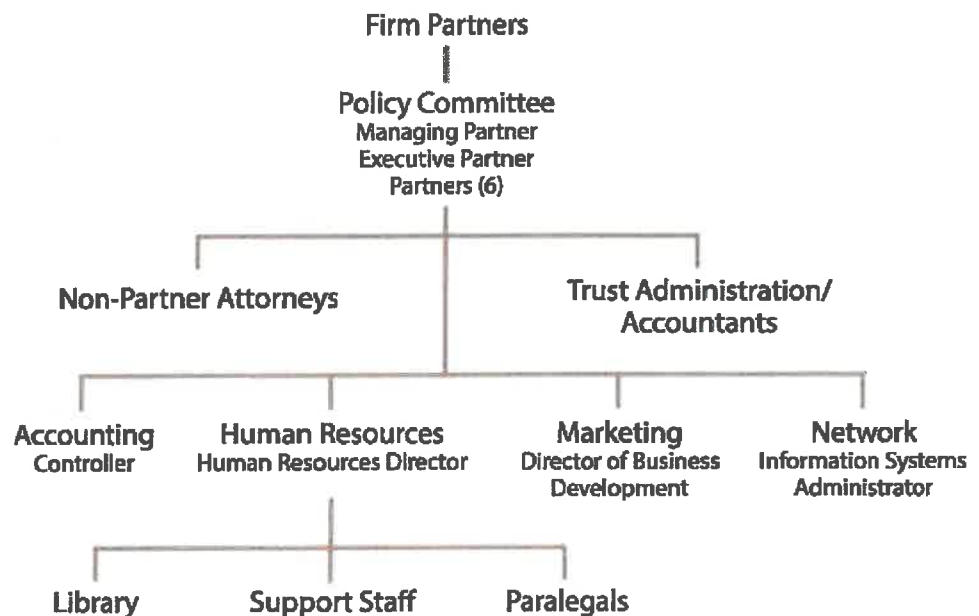 Firm Partners
Policy Committee
Managing Partner
Executive Partner
Partners (6)
Non-Partner Attorneys
Trust Administration/
Accountants
Accounting
Controller
Human Resources
Human Resources Director
Marketing
Director of Business
Development
Network
Information Systems
Administrator
Library
Support Staff
Paralegals